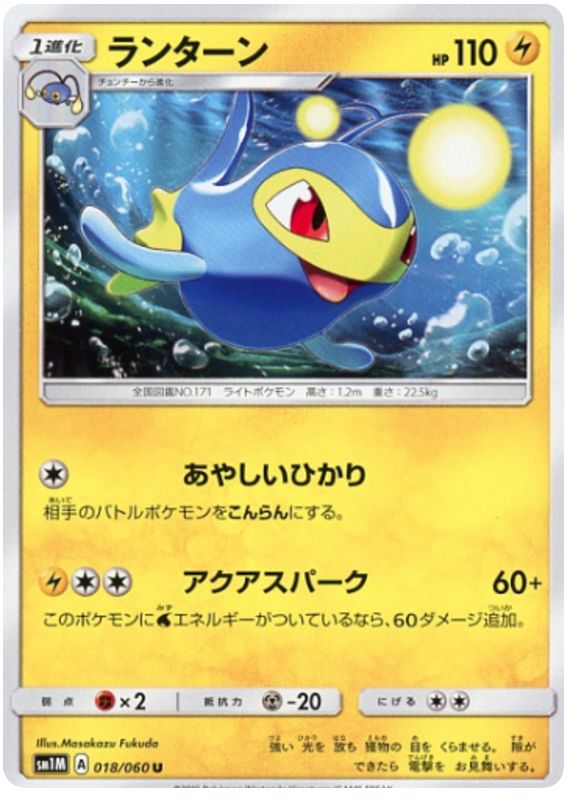 1進化
ランターン
HP 110
チョンチーから進化
全国図鑑NO.171 ライトポケモン 高さ:1.2m 重さ:22.5kg
あやしいひかり
相手のバトルポケモンをこんらんにする。
アクアスパーク 60+
このポケモンにエネルギーがついているなら、60ダメージ追加。
弱点 ×2 抵抗力 -20 にげる
Illus.Masakazu Fukuda
sm1M A 018/060 U
強い 光を 放ち 獲物の 目を くらませる。 隙が
できたら 電撃を お見舞いする。